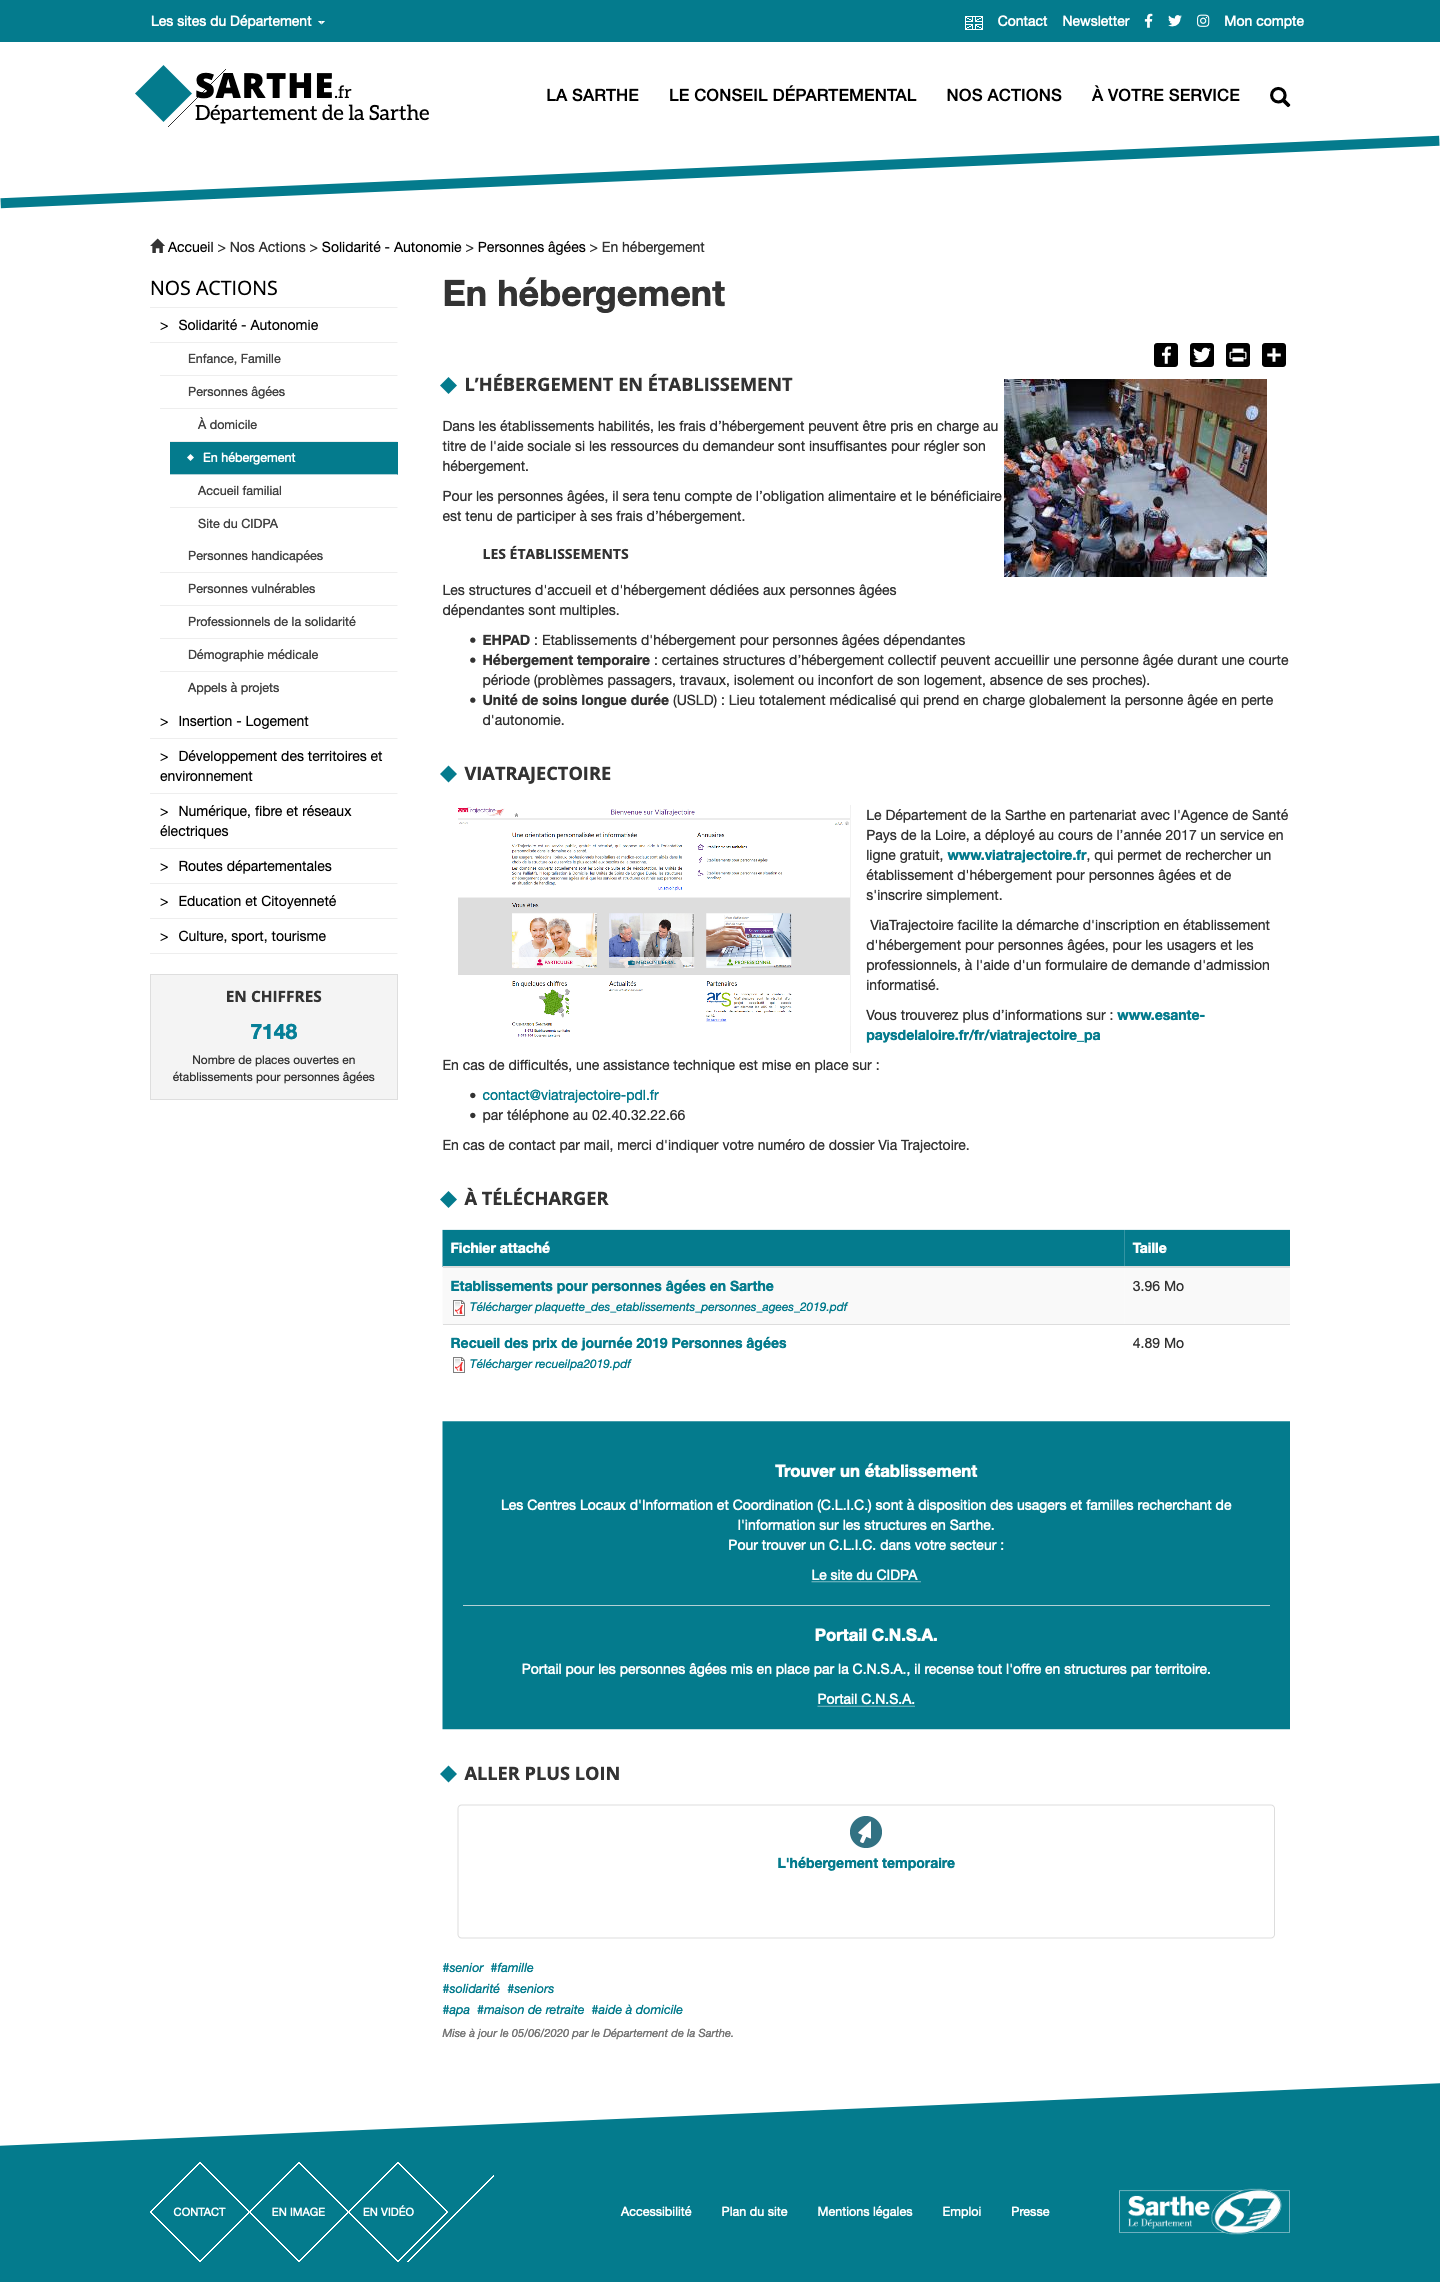 Les sites du Département
Contact Newsletter Mon compte
SARTHE.fr
Département de la Sarthe
LA SARTHE LE CONSEIL DÉPARTEMENTAL NOS ACTIONS À VOTRE SERVICE
Accueil > Nos Actions > Solidarité - Autonomie > Personnes âgées > En hébergement
NOS ACTIONS
> Solidarité - Autonomie
Enfance, Famille
Personnes âgées
À domicile
En hébergement
Accueil familial
Site du CIDPA
Personnes handicapées
Personnes vulnérables
Professionnels de la solidarité
Démographie médicale
Appels à projets
> Insertion - Logement
> Développement des territoires et
environnement
> Numérique, fibre et réseaux
électriques
> Routes départementales
> Education et Citoyenneté
> Culture, sport, tourisme
EN CHIFFRES
7148
Nombre de places ouvertes en
établissements pour personnes âgées
En hébergement
L'HÉBERGEMENT EN ÉTABLISSEMENT
Dans les établissements habilités, les frais d'hébergement peuvent être pris en charge au
titre de l'aide sociale si les ressources du demandeur sont insuffisantes pour régler son
hébergement.
Pour les personnes âgées, il sera tenu compte de l'obligation alimentaire et le bénéficiaire
est tenu de participer à ses frais d'hébergement.
LES ÉTABLISSEMENTS
Les structures d'accueil et d'hébergement dédiées aux personnes âgées
dépendantes sont multiples.
• EHPAD : Etablissements d'hébergement pour personnes âgées dépendantes
• Hébergement temporaire : certaines structures d'hébergement collectif peuvent accueillir une personne âgée durant une courte
période (problèmes passagers, travaux, isolement ou inconfort de son logement, absence de ses proches).
• Unité de soins longue durée (USLD) : Lieu totalement médicalisé qui prend en charge globalement la personne âgée en perte
d'autonomie.
VIATRAJECTOIRE
Bienvenue sur ViaTrajectoire
Une orientation personnalisée et informatisée
Annuaires
Vous êtes
PARTICULIER
MÉDECIN LIBÉRAL
PROFESSIONNEL
En quelques chiffres
Actualités
Partenaires
ars
Le Département de la Sarthe en partenariat avec l'Agence de Santé
Pays de la Loire, a déployé au cours de l'année 2017 un service en
ligne gratuit, www.viatrajectoire.fr, qui permet de rechercher un
établissement d'hébergement pour personnes âgées et de
s'inscrire simplement.
ViaTrajectoire facilite la démarche d'inscription en établissement
d'hébergement pour personnes âgées, pour les usagers et les
professionnels, à l'aide d'un formulaire de demande d'admission
informatisé.
Vous trouverez plus d'informations sur : www.esante-
paysdelaloire.fr/fr/viatrajectoire_pa
En cas de difficultés, une assistance technique est mise en place sur :
• contact@viatrajectoire-pdl.fr
• par téléphone au 02.40.32.22.66
En cas de contact par mail, merci d'indiquer votre numéro de dossier Via Trajectoire.
À TÉLÉCHARGER
Fichier attaché Taille
Etablissements pour personnes âgées en Sarthe 3.96 Mo
Télécharger plaquette_des_etablissements_personnes_agees_2019.pdf
Recueil des prix de journée 2019 Personnes âgées 4.89 Mo
Télécharger recueilpa2019.pdf
Trouver un établissement
Les Centres Locaux d'Information et Coordination (C.L.I.C.) sont à disposition des usagers et familles recherchant de
l'information sur les structures en Sarthe.
Pour trouver un C.L.I.C. dans votre secteur :
Le site du CIDPA
Portail C.N.S.A.
Portail pour les personnes âgées mis en place par la C.N.S.A., il recense tout l'offre en structures par territoire.
Portail C.N.S.A.
ALLER PLUS LOIN
L'hébergement temporaire
#senior #famille
#solidarité #seniors
#apa #maison de retraite #aide à domicile
Mise à jour le 05/06/2020 par le Département de la Sarthe.
CONTACT EN IMAGE EN VIDÉO
Accessibilité Plan du site Mentions légales Emploi Presse
Sarthe
Le Département